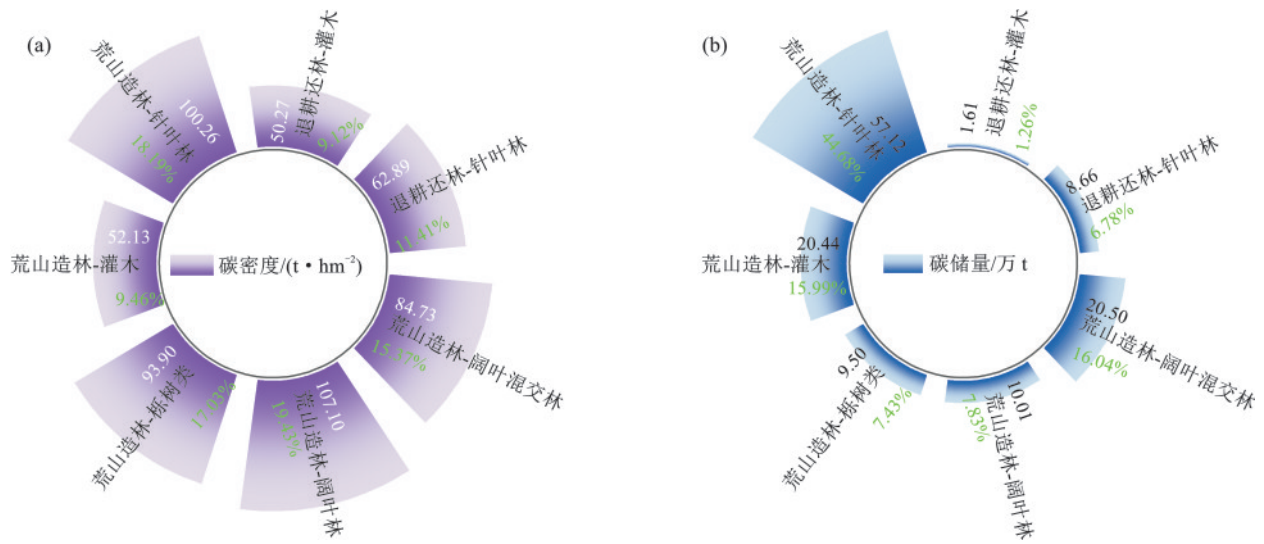 (a)
荒山造林-针叶林
100.26
18.19%
退耕还林-灌木
50.27
9.12%
退耕还林-针叶林
62.89
11.41%
荒山造林-阔叶混交林
84.73
15.37%
荒山造林-阔叶林
107.10
19.43%
荒山造林-栎树类
93.90
17.03%
荒山造林-灌木
52.13
9.46%
碳密度/(t·hm⁻²)
(b)
荒山造林-针叶林
57.12
44.68%
退耕还林-灌木
1.61
1.26%
退耕还林-针叶林
8.66
6.78%
荒山造林-阔叶混交林
20.50
16.04%
荒山造林-阔叶林
10.01
7.83%
荒山造林-栎树类
9.50
7.43%
荒山造林-灌木
20.44
15.99%
碳储量/万 t